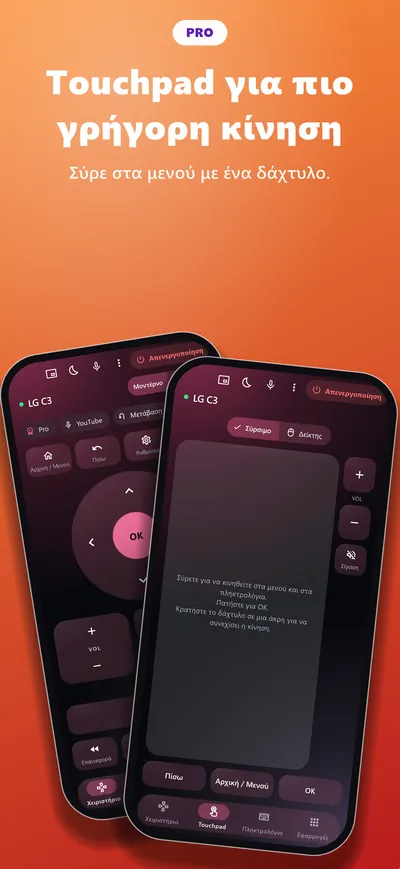 PRO
Touchpad για πιο
γρήγορη κίνηση
Σύρε στα μενού με ένα δάχτυλο.
Απενεργοποίηση
LG C3
Μοντέρνο
Pro
YouTube
Μετάβαση
Αρχική / Μενού
Πίσω
OK
VOL
Επαναφορά
Χειριστήριο
Απενεργοποίηση
LG C3
Σύρσιμο
Δείκτης
VOL
Σίγαση
Σύρετε για να κινηθείτε στα μενού και στα
πληκτρολόγια.
Πατήστε για OK.
Κρατήστε το δάχτυλο σε μια άκρη για να
συνεχίσει η κίνηση.
Πίσω
Αρχική / Μενού
OK
Χειριστήριο
Touchpad
Πληκτρολόγιο
Εφαρμογές